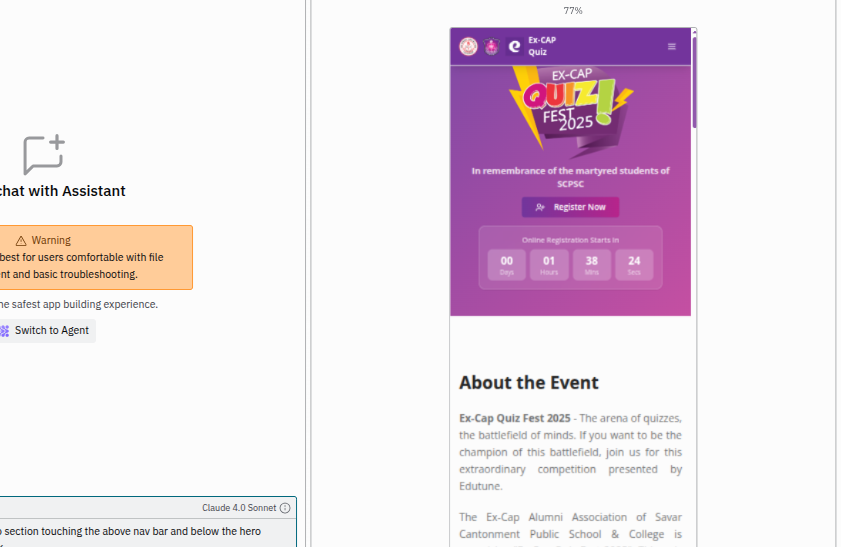 77%
Ex-CAP
Quiz
EX-CAP
QUIZ!
FEST
2025
In remembrance of the martyred students of
SCPSC
Register Now
Online Registration Starts In
00 01 38 24
Days Hours Mins Secs
chat with Assistant
Warning
best for users comfortable with file
nt and basic troubleshooting.
he safest app building experience.
Switch to Agent
About the Event
Ex-Cap Quiz Fest 2025 - The arena of quizzes,
the battlefield of minds. If you want to be the
champion of this battlefield, join us for this
extraordinary competition presented by
Edutune.
The Ex-Cap Alumni Association of Savar
Cantonment Public School & College is
Claude 4.0 Sonnet
o section touching the above nav bar and below the hero